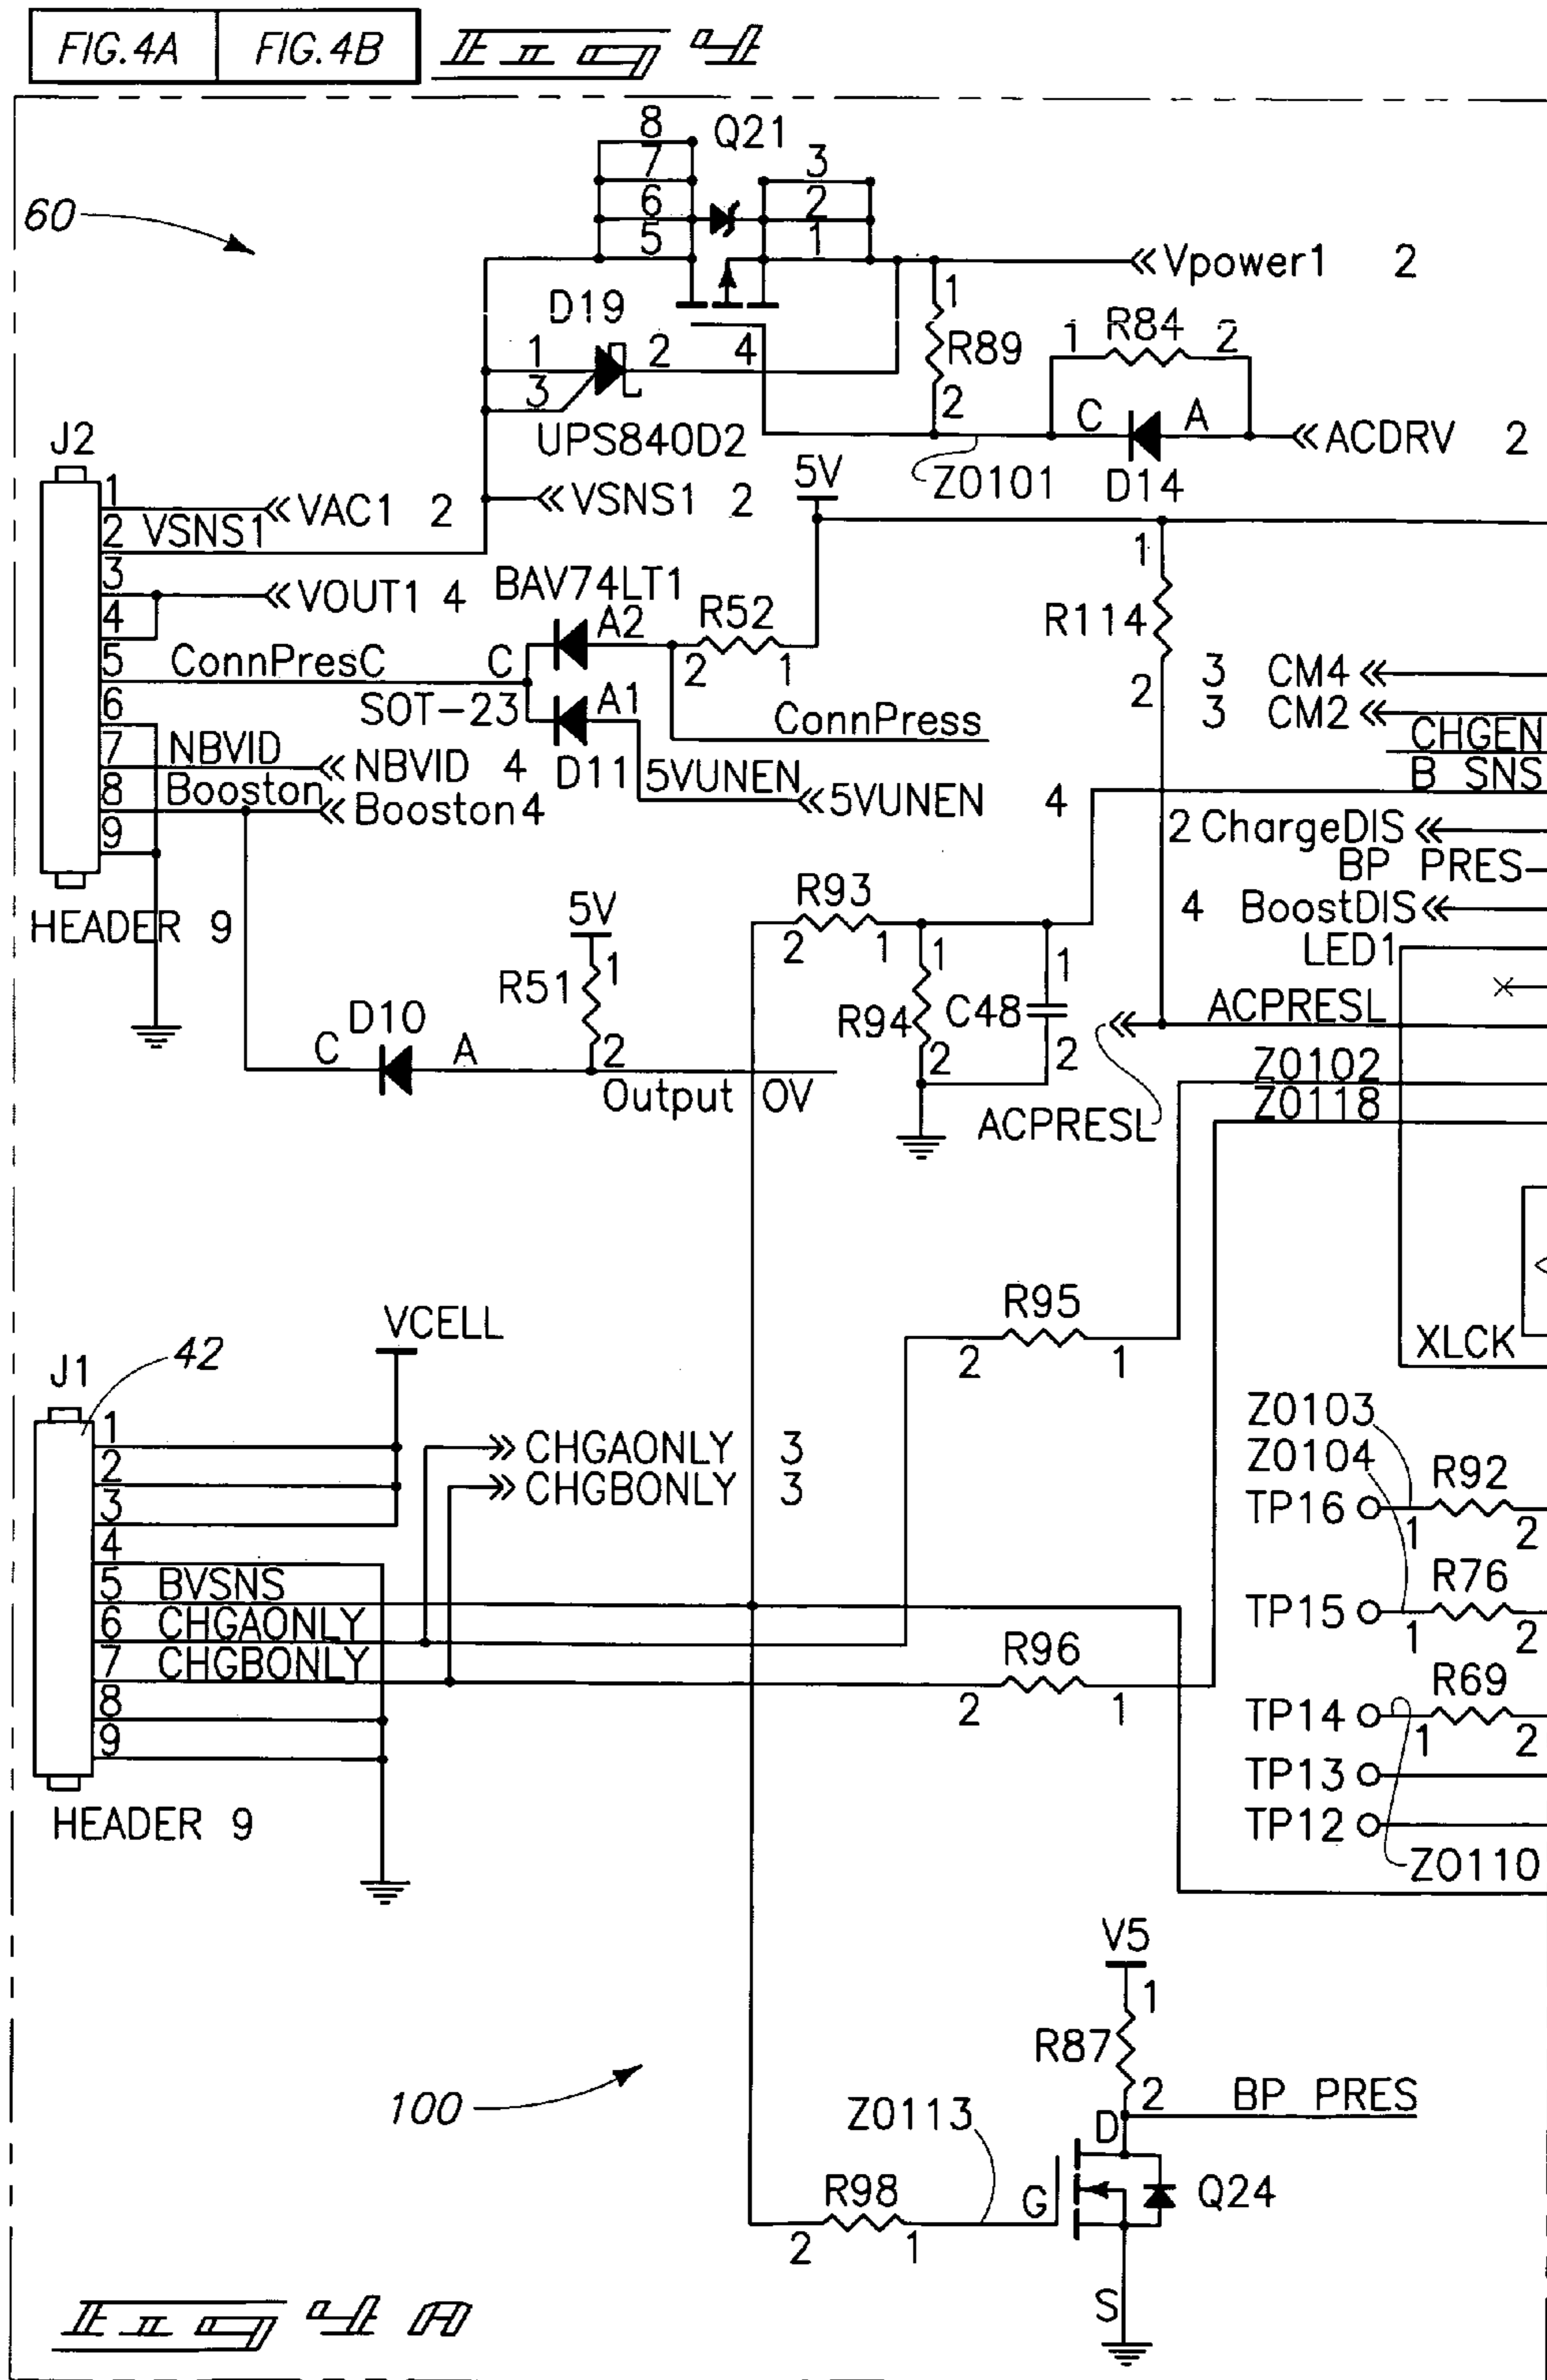 FIG.4A FIG.4B Fig 4
8 Q21
7 3
6 2
5 1
60
Vpower1 2
D19
1 2 4
3
UPS840D2
1
R89
2
R84
1 2
C A
ACDRV 2
Z0101 D14
J2
1
VAC1 2
2 VSNS1
VSNS1 2
5V
3
VOUT1 4
4
BAV74LT1
A2 R52
2 1
5 ConnPresC C
SOT-23 A1
6
ConnPress
7 NBVID
NBVID 4
D11 5VUNEN
5VUNEN 4
8 Booston
Booston 4
9
HEADER 9
1
R114
2
3 CM4
3 CM2
CHGEN
B SNS
2 ChargeDIS
BP PRES
4 BoostDIS
LED1
R93
2 1
1 1
R94 C48
2 2
5V
R51 1
2
D10
C A
Output OV
ACPRESL
ACPRESL
Z0102
Z0118
R95
2 1
XLCK
VCELL
42
J1
1
2
3
4
5 BVSNS
6 CHGAONLY
7 CHGBONLY
8
9
HEADER 9
CHGAONLY 3
CHGBONLY 3
R96
2 1
Z0103
Z0104
TP16 1 R92 2
TP15 1 R76 2
TP14 1 R69 2
TP13
TP12
Z0110
V5
1
R87
2 BP PRES
D
100
Z0113
R98
2 1
G Q24
S
Fig 4A